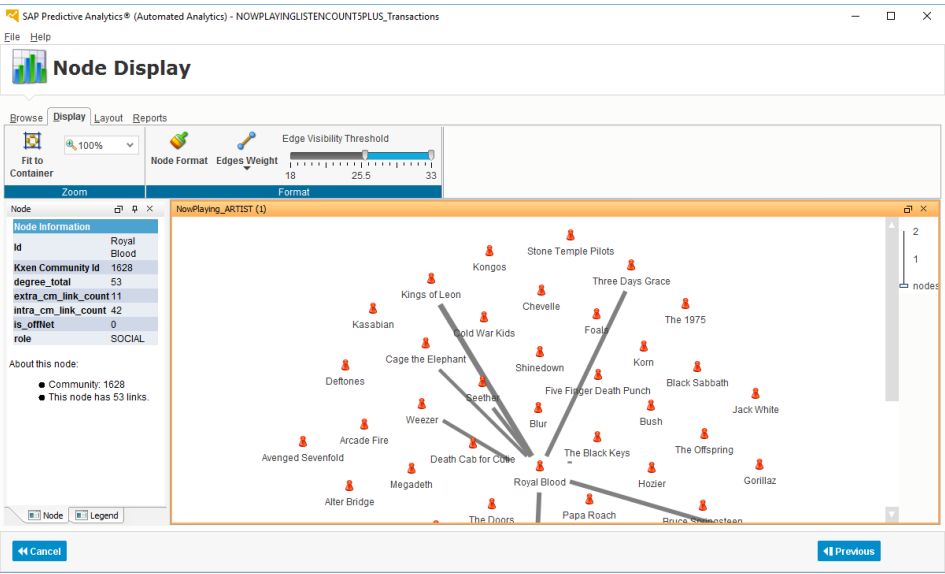 SAP Predictive Analytics® (Automated Analytics) - NOWPLAYINGLISTENCOUNT5PLUS_Transactions
File Help
Node Display
Browse Display Layout Reports
Fit to
Container
100%
Zoom
Node Format
Edges Weight
Edge Visibility Threshold
18 25.5 33
Format
Node
Node Information
Id Royal
Blood
Kxen Community Id 1628
degree_total 53
extra_cm_link_count 11
intra_cm_link_count 42
is_offNet 0
role SOCIAL
About this node:
Community: 1628
This node has 53 links.
Node Legend
NowPlaying_ARTIST (1)
Stone Temple Pilots
Kongos
Three Days Grace
Kings of Leon
Chevelle
The 1975
Kasabian
Cold War Kids
Foals
Cage the Elephant
Shinedown
Korn
Deftones
Black Sabbath
Seether
Five Finger Death Punch
Jack White
Weezer
Blur
Bush
Arcade Fire
Avenged Sevenfold
Death Cab for Cutie
The Black Keys
The Offspring
Megadeth
Royal Blood
Hozier
Gorillaz
Alter Bridge
The Doors
Papa Roach
Bruce Springsteen
2
1
nodes
Cancel
Previous